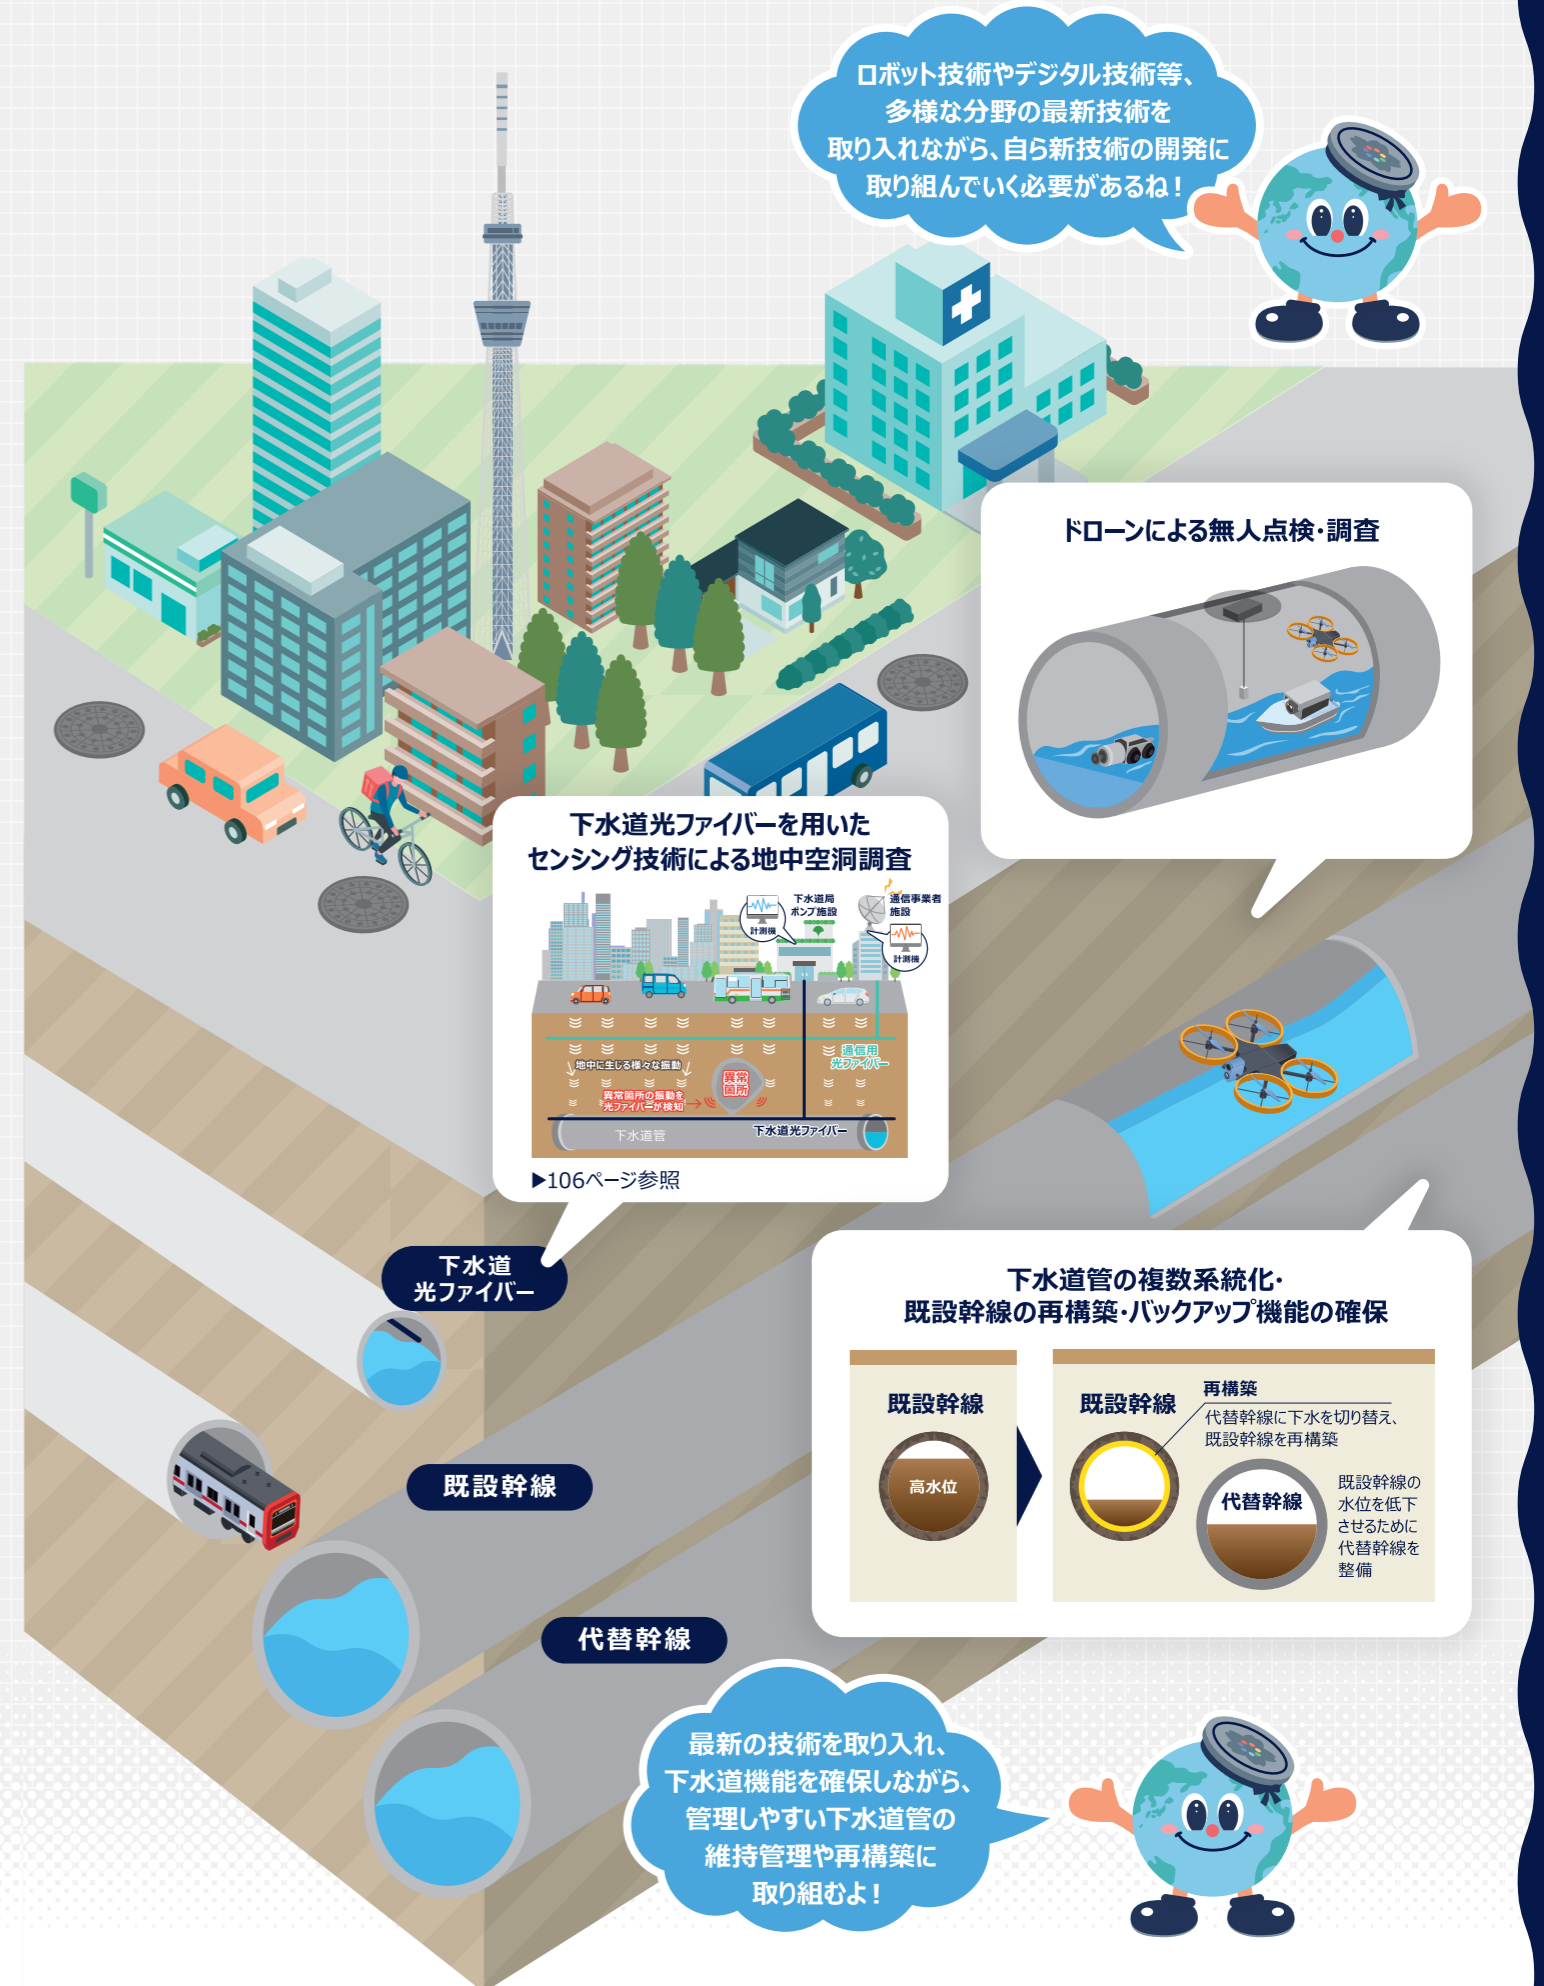 ロボット技術やデジタル技術等、
多様な分野の最新技術を
取り入れながら、自ら新技術の開発に
取り組んでいく必要があるね！
ドローンによる無人点検・調査
下水道光ファイバーを用いた
センシング技術による地中空洞調査
下水道局
ポンプ施設
通信事業者
施設
計測機
計測機
通信用
光ファイバー
地中に生じる様々な振動
異常
箇所
異常箇所の振動を
光ファイバーが検知
下水道管
下水道光ファイバー
▶106ページ参照
下水道
光ファイバー
既設幹線
代替幹線
下水道管の複数系統化・
既設幹線の再構築・バックアップ機能の確保
既設幹線
高水位
既設幹線
再構築
代替幹線に下水を切り替え、
既設幹線を再構築
代替幹線
既設幹線の
水位を低下
させるために
代替幹線を
整備
最新の技術を取り入れ、
下水道機能を確保しながら、
管理しやすい下水道管の
維持管理や再構築に
取り組むよ！